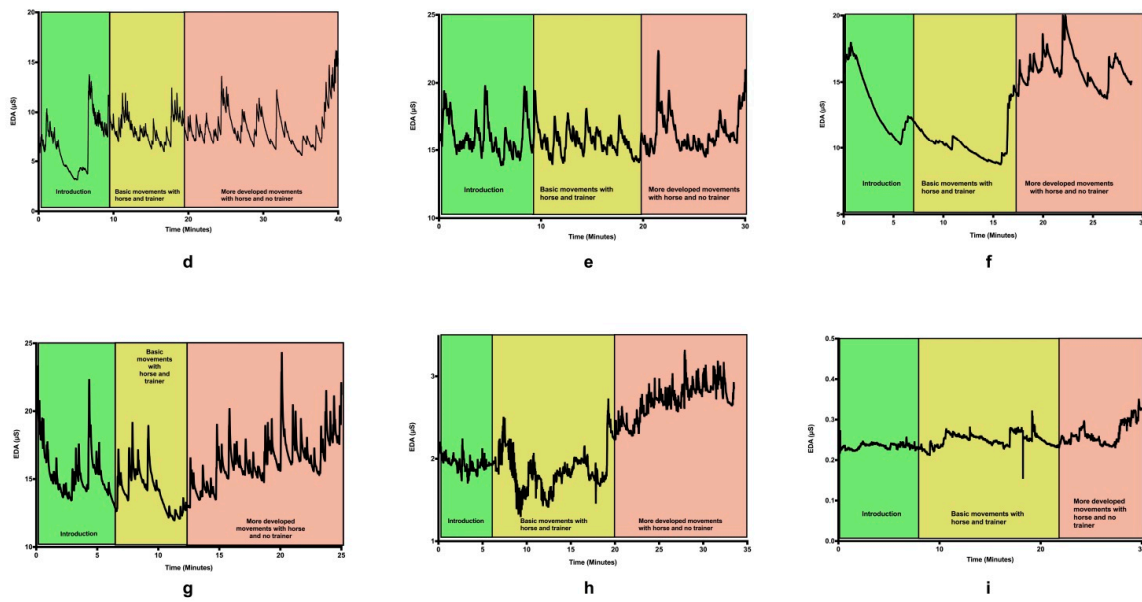 20
15
10
5
0
EDA (µS)
Introduction
Basic movements with
horse and trainer
More developed movements
with horse and no trainer
0
10
20
30
40
Time (Minutes)
d
25
20
15
10
EDA (µS)
Introduction
Basic movements with
horse and trainer
More developed movements
with horse and no trainer
0
10
20
30
Time (Minutes)
e
20
15
10
5
EDA (µS)
Introduction
Basic movements with
horse and trainer
More developed movements
with horse and no trainer
0
5
10
15
20
25
30
Time (Minutes)
f
25
20
15
10
EDA (µS)
Basic
movements
with
horse and
trainer
Introduction
More developed
movements with horse
and no trainer
0
5
10
15
20
25
Time (Minutes)
g
3
2
1
EDA (µS)
Introduction
Basic movements with
horse and trainer
More developed movements
with horse and no trainer
0
5
10
15
20
25
30
35
Time (Minutes)
h
0.5
0.4
0.3
0.2
0.1
0.0
EDA (µS)
Introduction
Basic movements with
horse and trainer
More developed
movements with
horse and no
trainer
0
10
20
Time (Minutes)
i